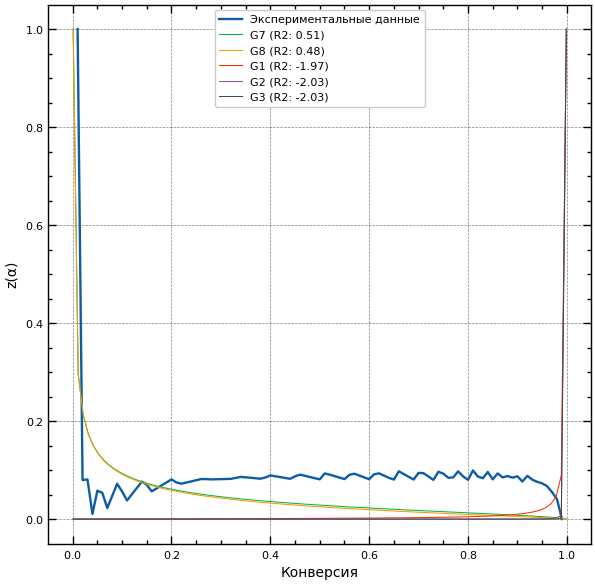 Экспериментальные данные
G7 (R2: 0.51)
G8 (R2: 0.48)
G1 (R2: -1.97)
G2 (R2: -2.03)
G3 (R2: -2.03)
z(α)
1.0
0.8
0.6
0.4
0.2
0.0
0.0 0.2 0.4 0.6 0.8 1.0
Конверсия